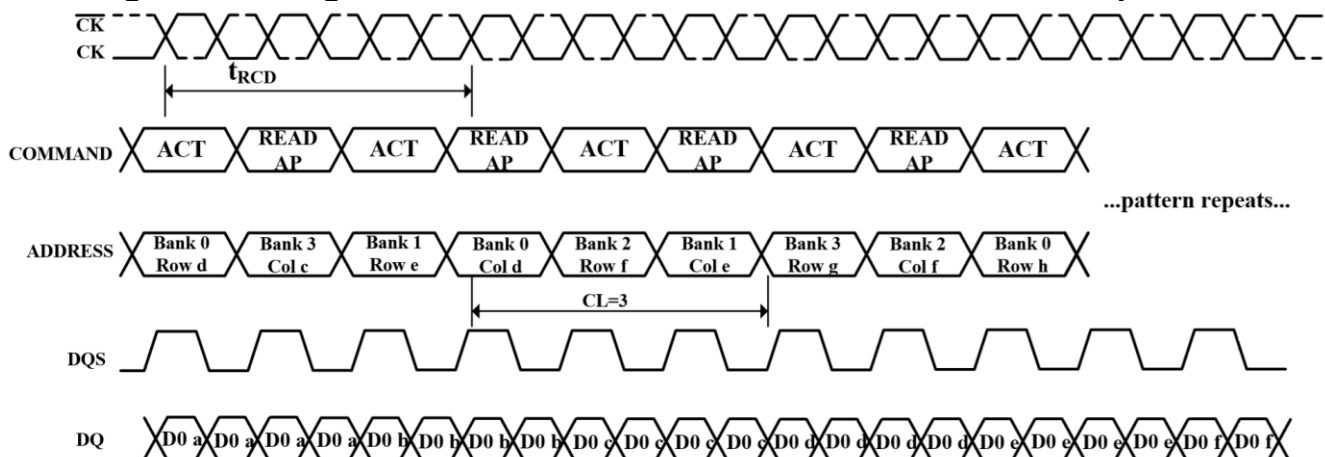 CK
CK
tRCD
COMMAND ACT READ AP ACT READ AP ACT READ AP ACT READ AP ACT
...pattern repeats...
ADDRESS Bank 0 Row d Bank 3 Col c Bank 1 Row e Bank 0 Col d Bank 2 Row f Bank 1 Col e Bank 3 Row g Bank 2 Col f Bank 0 Row h
CL=3
DQS
DQ D0 a D0 a D0 a D0 a D0 b D0 b D0 b D0 b D0 c D0 c D0 c D0 c D0 d D0 d D0 d D0 d D0 e D0 e D0 e D0 e D0 f D0 f